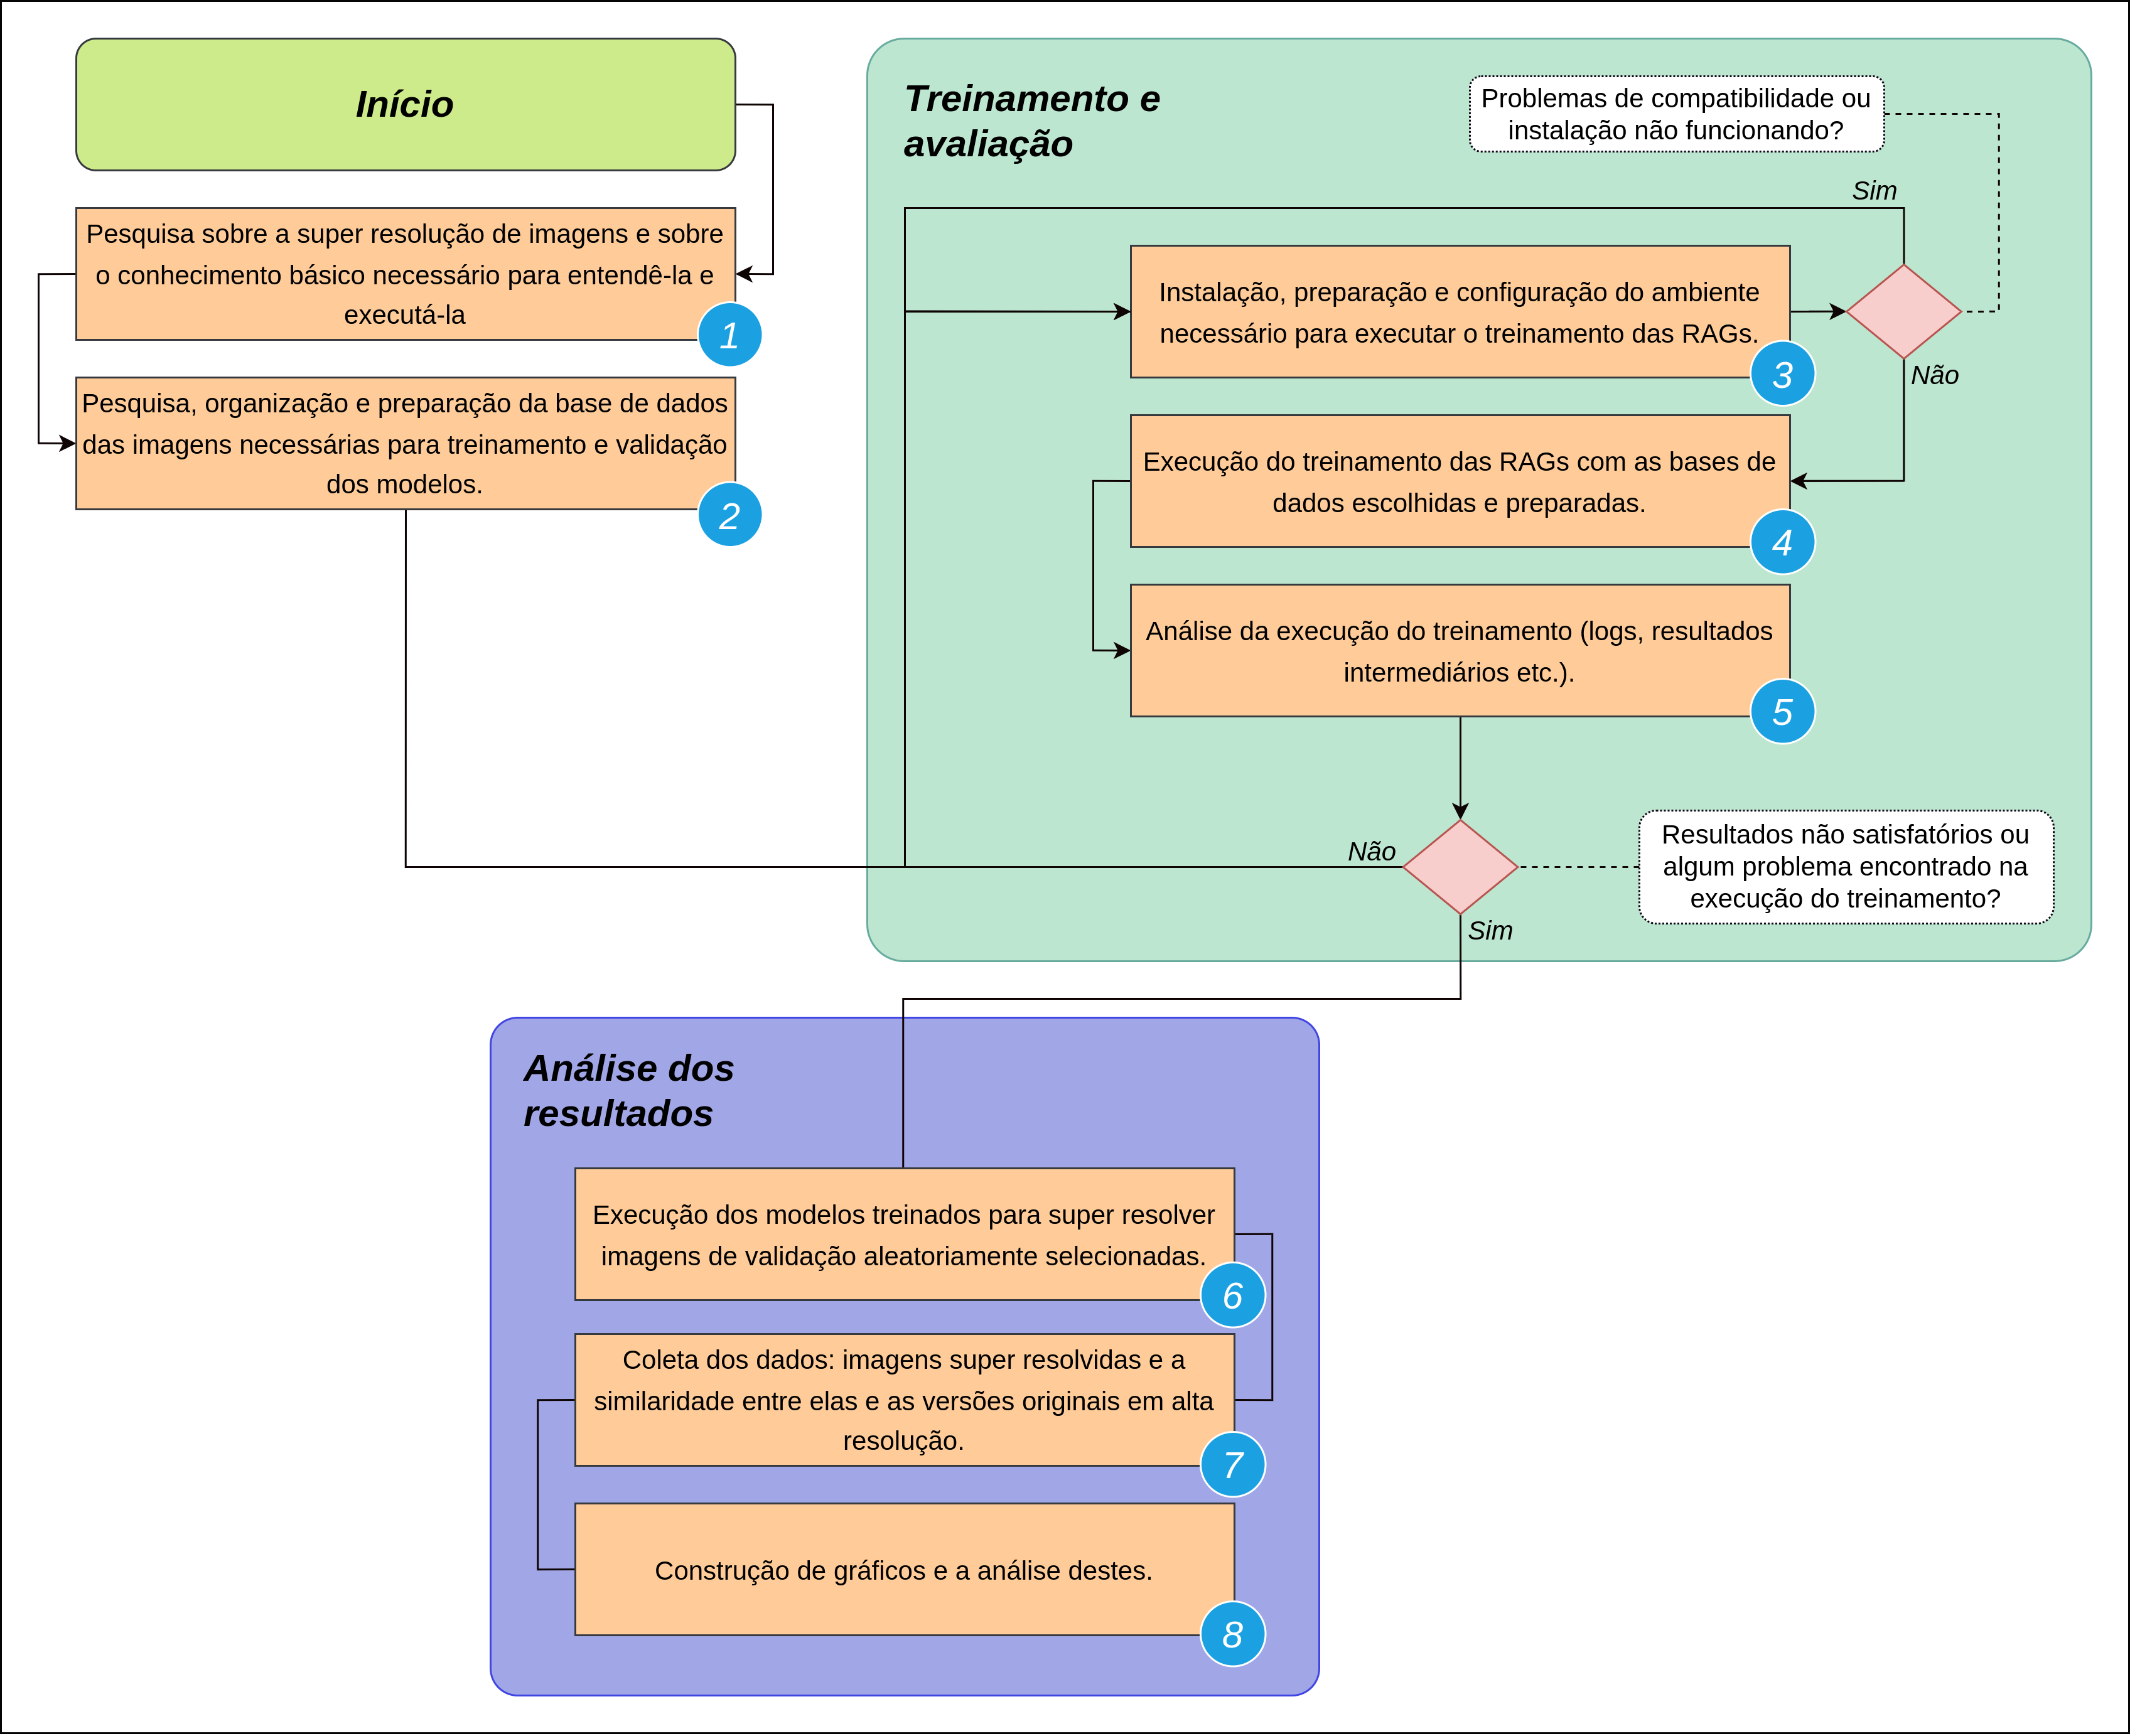 Início
Pesquisa sobre a super resolução de imagens e sobre
o conhecimento básico necessário para entendê-la e
executá-la
1
Pesquisa, organização e preparação da base de dados
das imagens necessárias para treinamento e validação
dos modelos.
2
Treinamento e
avaliação
Problemas de compatibilidade ou
instalação não funcionando?
Sim
Instalação, preparação e configuração do ambiente
necessário para executar o treinamento das RAGs.
3
Não
Execução do treinamento das RAGs com as bases de
dados escolhidas e preparadas.
4
Análise da execução do treinamento (logs, resultados
intermediários etc.).
5
Não
Resultados não satisfatórios ou
algum problema encontrado na
execução do treinamento?
Sim
Análise dos
resultados
Execução dos modelos treinados para super resolver
imagens de validação aleatoriamente selecionadas.
6
Coleta dos dados: imagens super resolvidas e a
similaridade entre elas e as versões originais em alta
resolução.
7
Construção de gráficos e a análise destes.
8